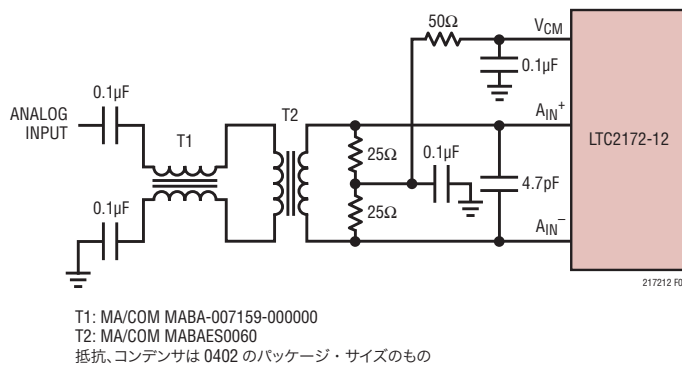 50Ω
VCM
0.1µF
0.1µF
ANALOG
INPUT
T1
T2
AIN+
LTC2172-12
25Ω
0.1µF
4.7pF
25Ω
0.1µF
AIN–
217212 F0
T1: MA/COM MABA-007159-000000
T2: MA/COM MABAES0060
抵抗、コンデンサは 0402 のパッケージ・サイズのもの